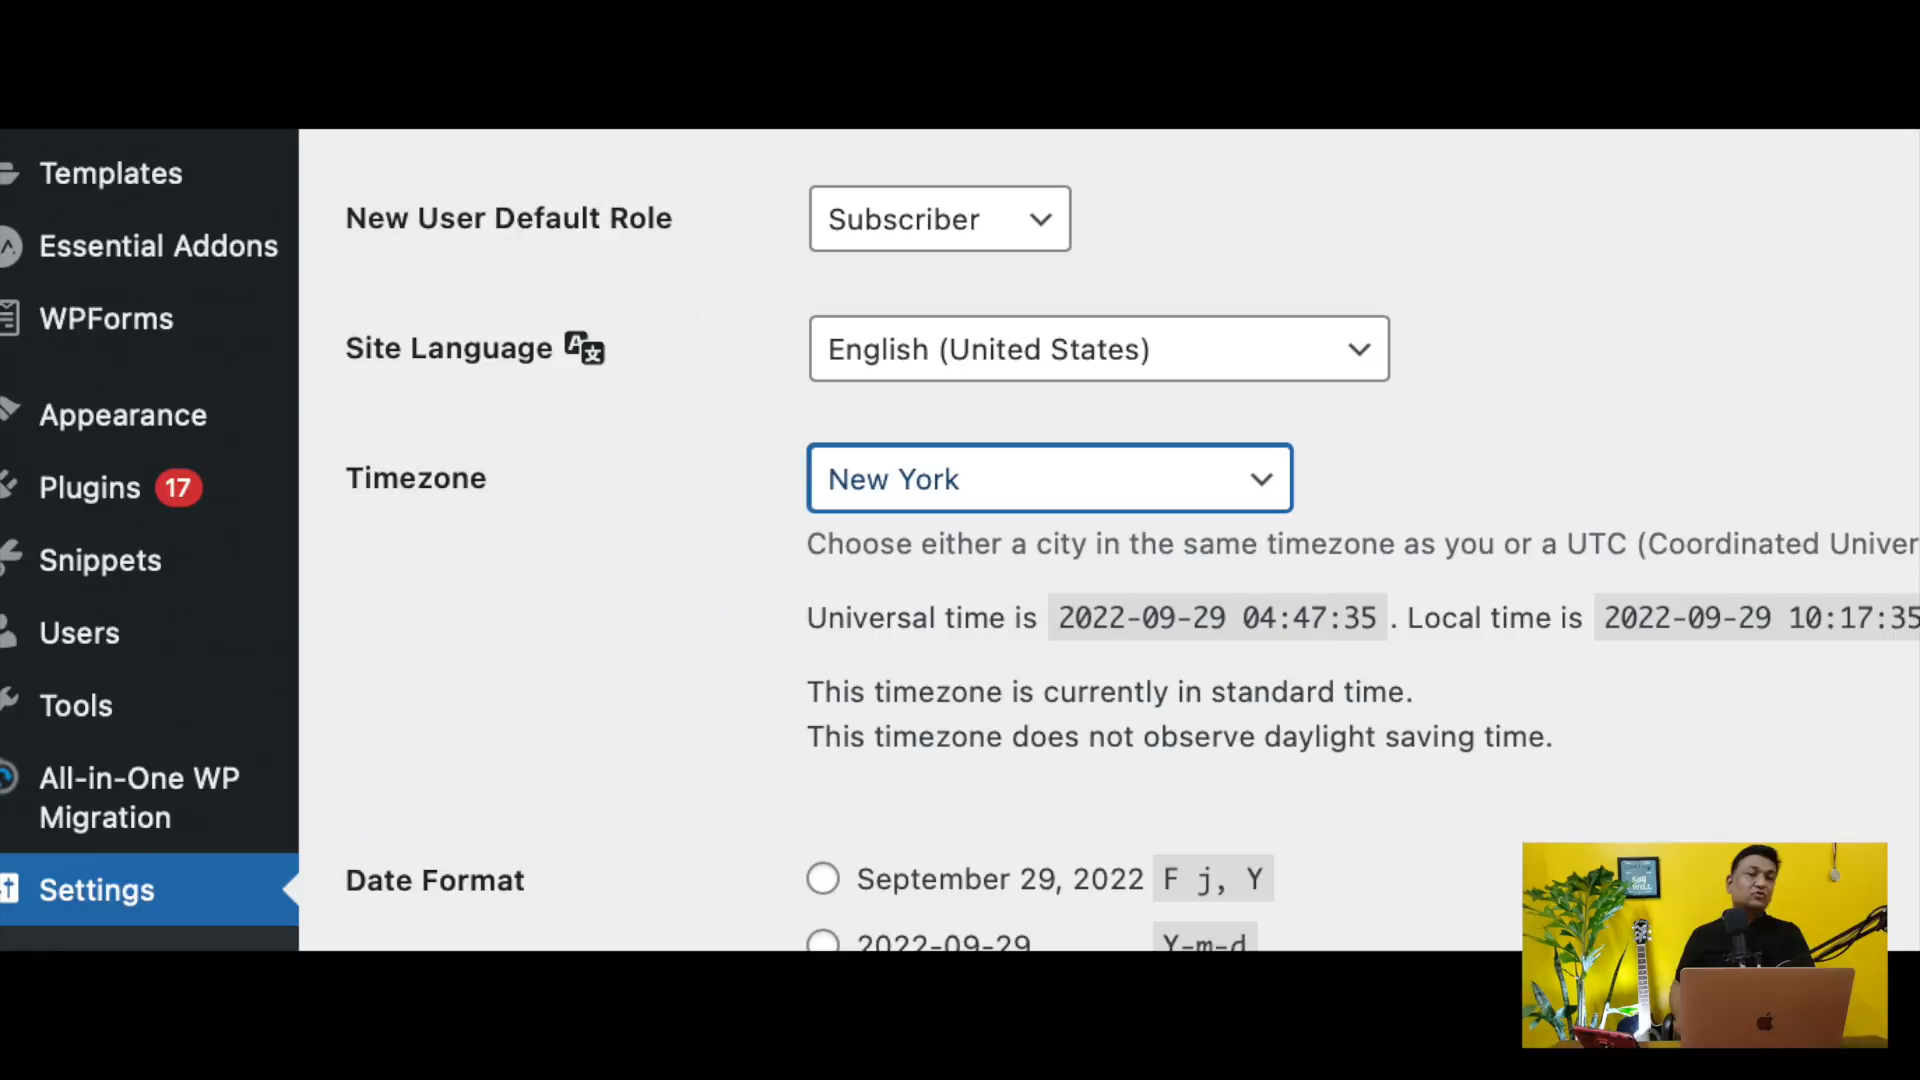 Templates
Essential Addons
WPForms
Appearance
Plugins 17
Snippets
Users
Tools
All-in-One WP
Migration
Settings
New User Default Role
Subscriber
Site Language
English (United States)
Timezone
New York
Choose either a city in the same timezone as you or a UTC (Coordinated Univer
Universal time is 2022-09-29 04:47:35 . Local time is 2022-09-29 10:17:35
This timezone is currently in standard time.
This timezone does not observe daylight saving time.
Date Format
September 29, 2022 F j, Y
2022-09-29 Y-m-d